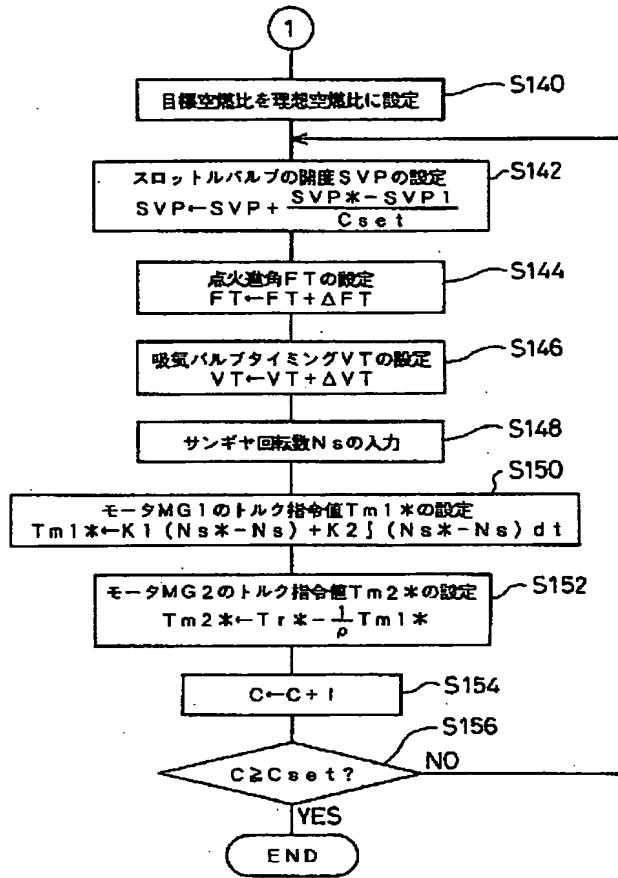 1
目標空燃比を理想空燃比に設定
S140
スロットルバルブの開度SVPの設定
SVP←SVP+ SVP*-SVP1 / Cset
S142
点火進角FTの設定
FT←FT+ΔFT
S144
吸気バルブタイミングVTの設定
VT←VT+ΔVT
S146
サンギヤ回転数Nsの入力
S148
S150
モータMG1のトルク指令値Tm1*の設定
Tm1*←K1(Ns*-Ns)+K2∫(Ns*-Ns)dt
モータMG2のトルク指令値Tm2*の設定
Tm2*←Tr*- 1/ρ Tm1*
S152
C←C+1
S154
S156
C≧Cset?
NO
YES
END